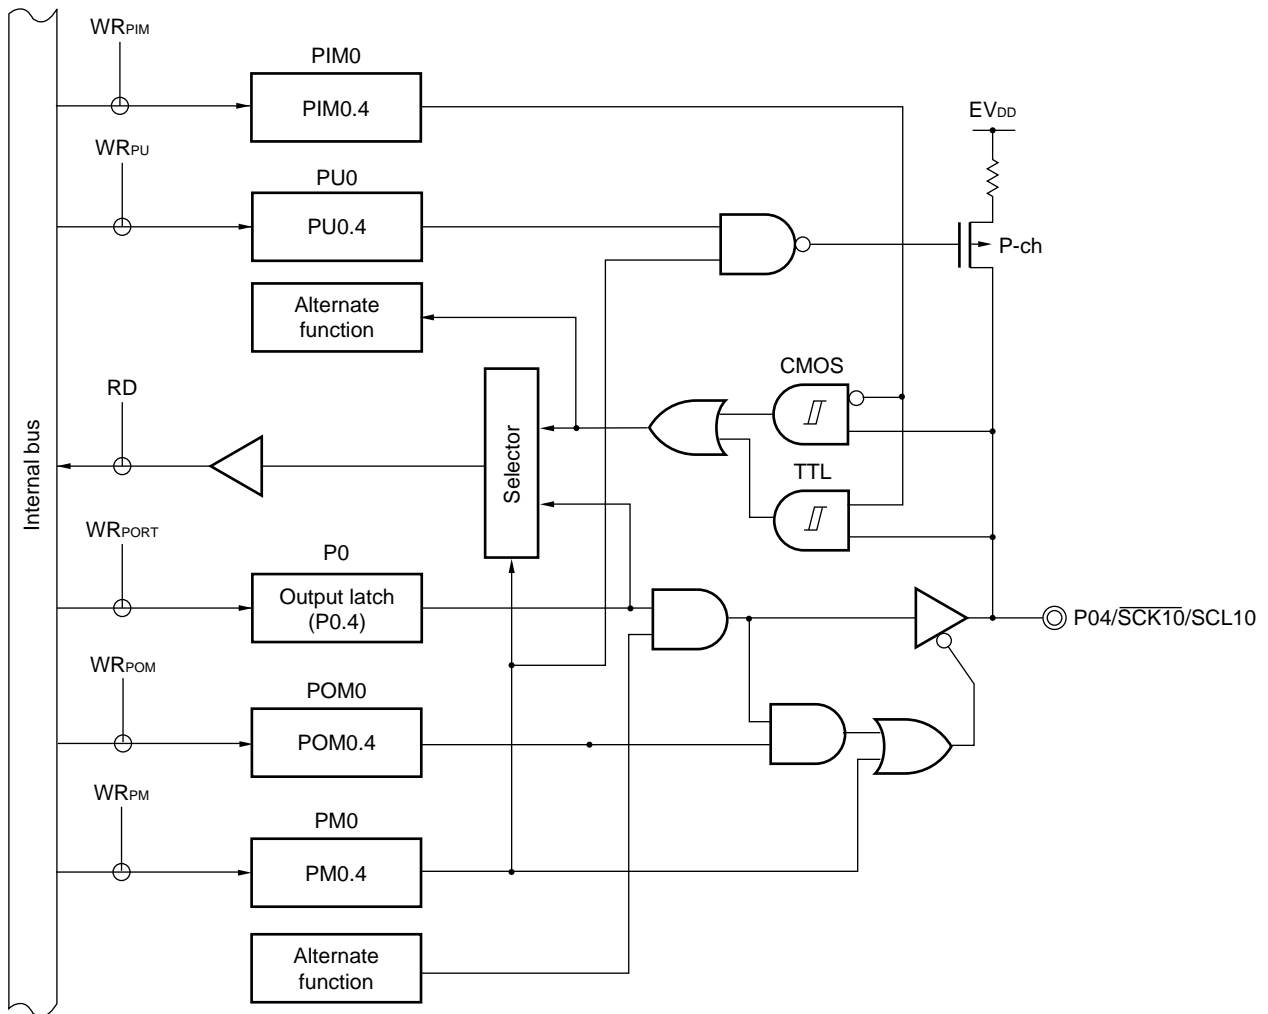 WRPIM
PIM0
PIM0.4
EVDD
WRPU
PU0
PU0.4
P-ch
Alternate
function
CMOS
RD
Selector
TTL
Internal bus
WRPORT
P0
Output latch
(P0.4)
P04/SCK10/SCL10
WRPOM
POM0
POM0.4
WRPM
PM0
PM0.4
Alternate
function